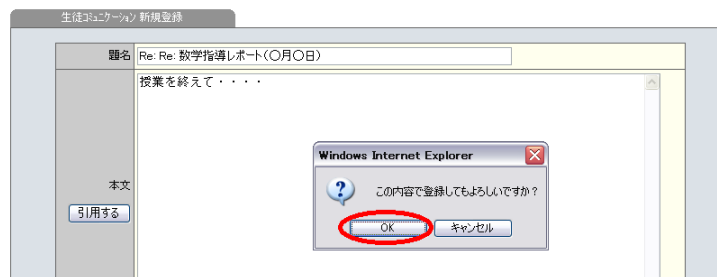 生徒ｺﾐｭﾆｹｰｼｮﾝ 新規登録
題名 Re: Re: 数学指導レポート(〇月〇日)
授業を終えて・・・・
Windows Internet Explorer
この内容で登録してもよろしいですか？
本文
引用する
OK キャンセル